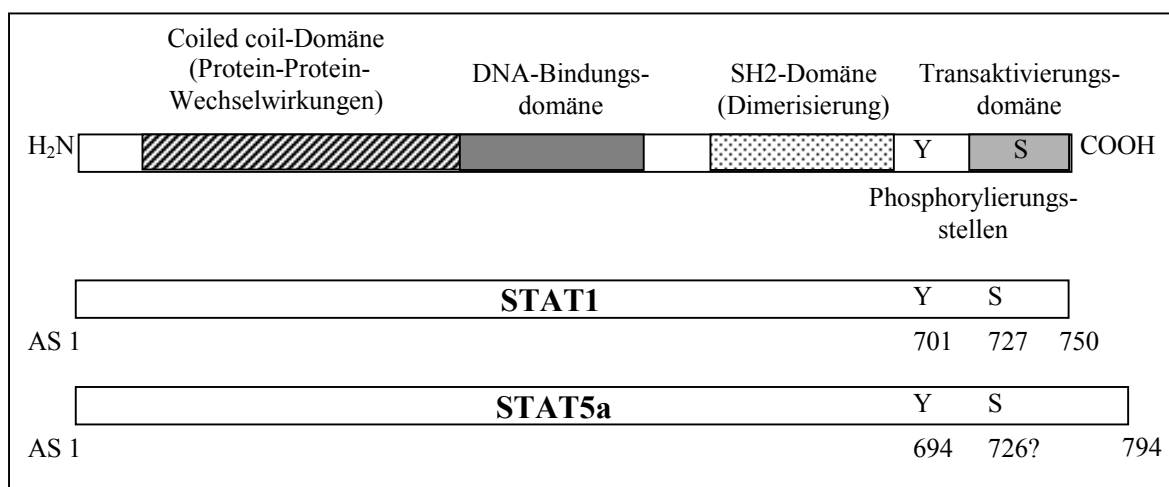 Coiled coil-Domäne
(Protein-Protein-
Wechselwirkungen)
DNA-Bindungs-
domäne
SH2-Domäne
(Dimerisierung)
Transaktivierungs-
domäne
H₂N
Y
S
COOH
Phosphorylierungs-
stellen
STAT1
Y
S
AS 1
701
727
750
STAT5a
Y
S
AS 1
694
726?
794